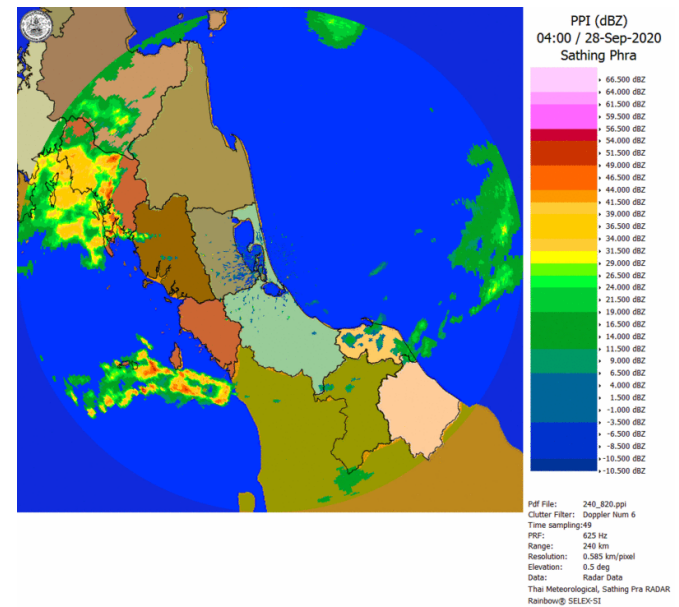 PPI (dBZ)
04:00 / 28-Sep-2020
Sathing Phra
66.500 dBZ
64.000 dBZ
61.500 dBZ
59.500 dBZ
56.500 dBZ
54.000 dBZ
51.500 dBZ
49.000 dBZ
46.500 dBZ
44.000 dBZ
41.500 dBZ
39.000 dBZ
36.500 dBZ
34.000 dBZ
31.500 dBZ
29.000 dBZ
26.500 dBZ
24.000 dBZ
21.500 dBZ
19.000 dBZ
16.500 dBZ
14.000 dBZ
11.500 dBZ
9.000 dBZ
6.500 dBZ
4.000 dBZ
1.500 dBZ
-1.000 dBZ
-3.500 dBZ
-6.500 dBZ
-8.500 dBZ
-10.500 dBZ
-10.500 dBZ
Pdf File: 240_820.ppi
Clutter Filter: Doppler Num 6
Time sampling:49
PRF: 625 Hz
Range: 240 km
Resolution: 0.585 km/pixel
Elevation: 0.5 deg
Data: Radar Data
Thai Meteorological, Sathing Pra RADAR
Rainbow® SELEX-SI